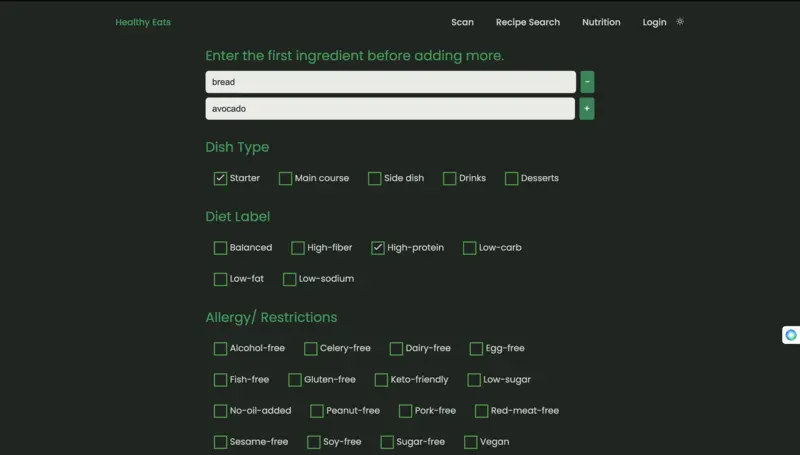 Healthy Eats Scan Recipe Search Nutrition Login
Enter the first ingredient before adding more.
bread -
avocado +
Dish Type
Starter Main course Side dish Drinks Desserts
Diet Label
Balanced High-fiber High-protein Low-carb
Low-fat Low-sodium
Allergy/ Restrictions
Alcohol-free Celery-free Dairy-free Egg-free
Fish-free Gluten-free Keto-friendly Low-sugar
No-oil-added Peanut-free Pork-free Red-meat-free
Sesame-free Soy-free Sugar-free Vegan